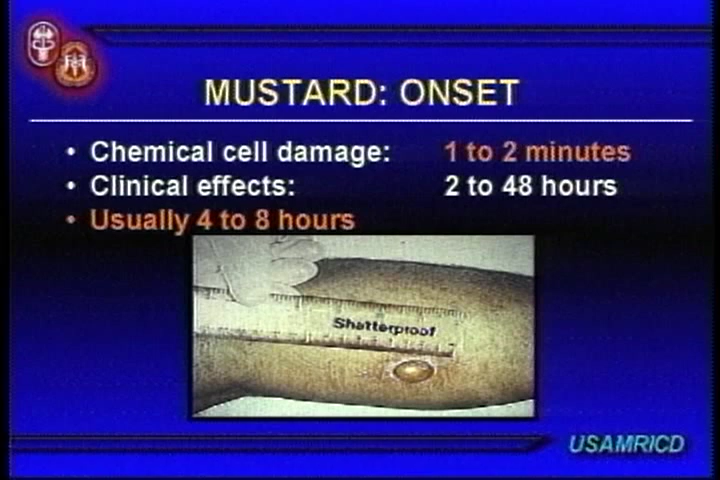 MUSTARD: ONSET
• Chemical cell damage: 1 to 2 minutes
• Clinical effects: 2 to 48 hours
• Usually 4 to 8 hours
Shatterproof
USAMRICD